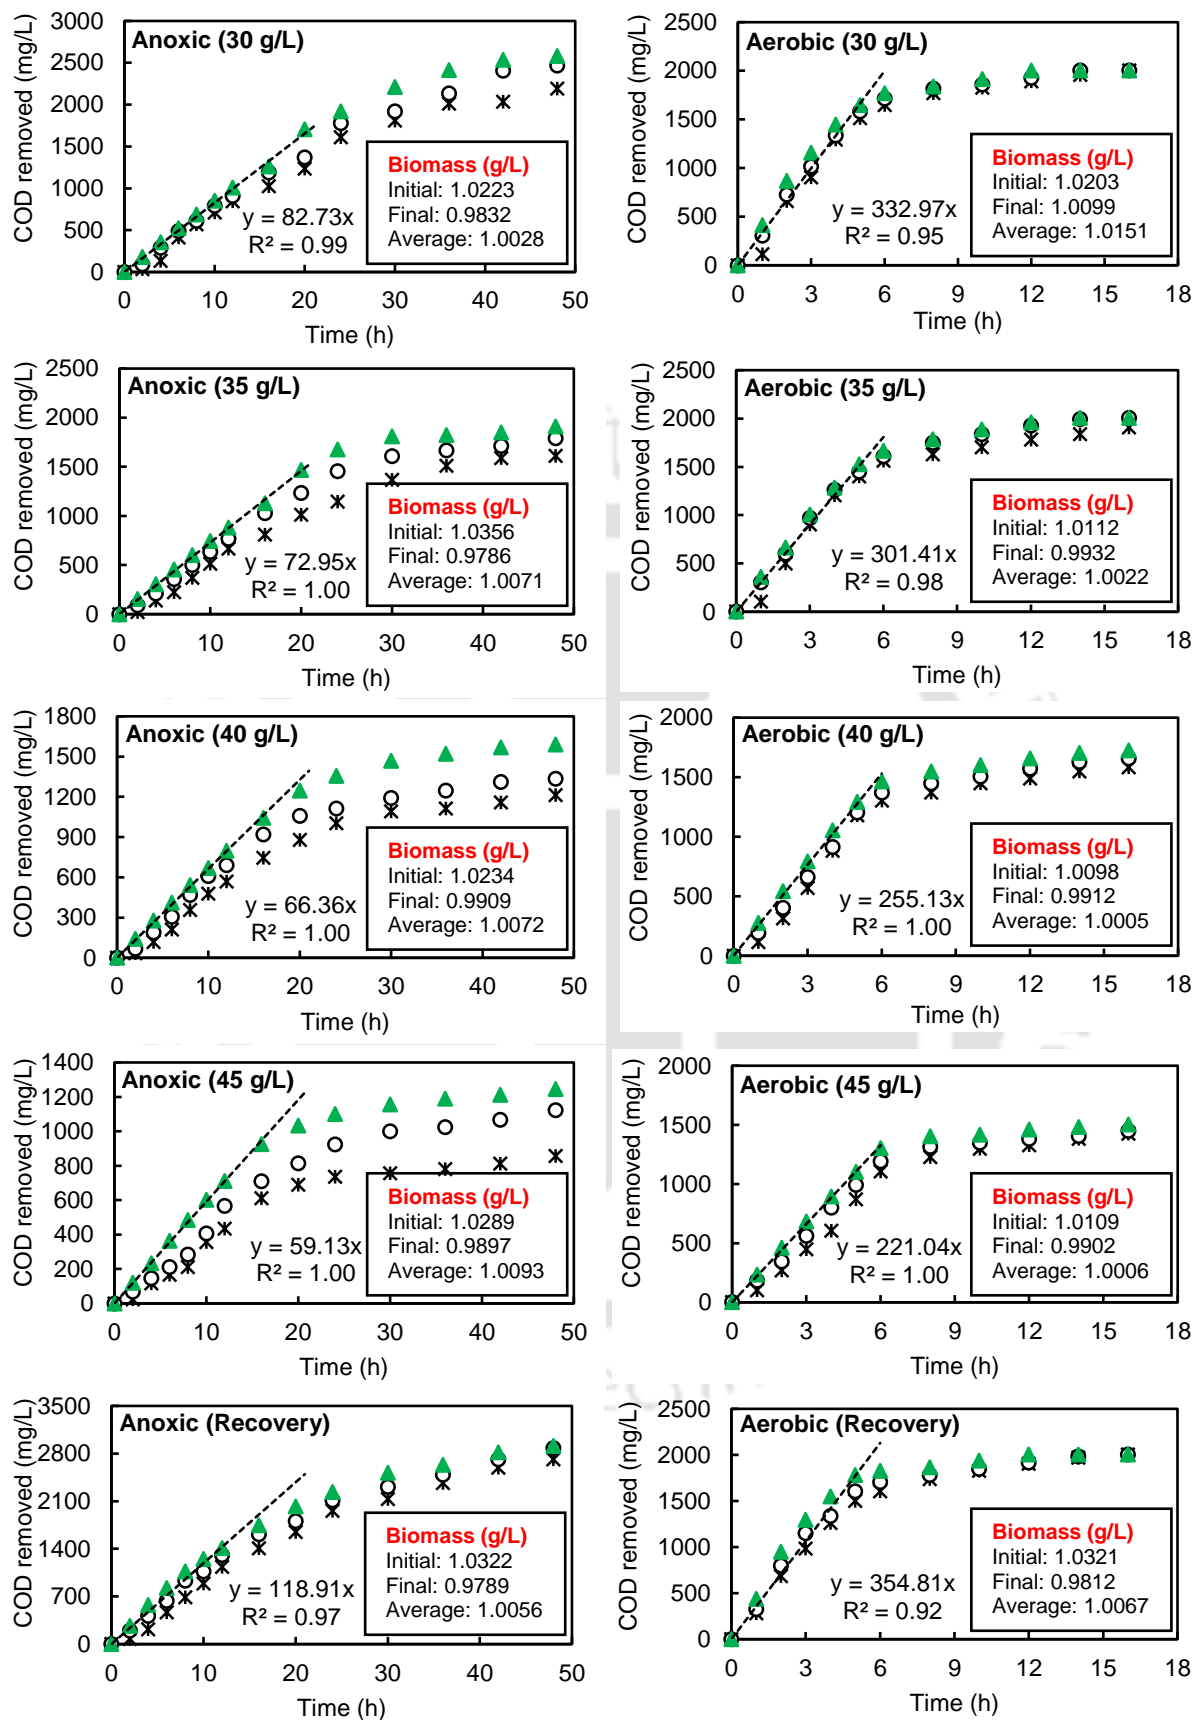 Anoxic (30 g/L)
COD removed (mg/L)
3000
2500
2000
1500
1000
500
0
y = 82.73x
R² = 0.99
Biomass (g/L)
Initial: 1.0223
Final: 0.9832
Average: 1.0028
0 10 20 30 40 50
Time (h)
Aerobic (30 g/L)
COD removed (mg/L)
2500
2000
1500
1000
500
0
y = 332.97x
R² = 0.95
Biomass (g/L)
Initial: 1.0203
Final: 1.0099
Average: 1.0151
0 3 6 9 12 15 18
Time (h)
Anoxic (35 g/L)
COD removed (mg/L)
2500
2000
1500
1000
500
0
y = 72.95x
R² = 1.00
Biomass (g/L)
Initial: 1.0356
Final: 0.9786
Average: 1.0071
0 10 20 30 40 50
Time (h)
Aerobic (35 g/L)
COD removed (mg/L)
2500
2000
1500
1000
500
0
y = 301.41x
R² = 0.98
Biomass (g/L)
Initial: 1.0112
Final: 0.9932
Average: 1.0022
0 3 6 9 12 15 18
Time (h)
Anoxic (40 g/L)
COD removed (mg/L)
1800
1500
1200
900
600
300
0
y = 66.36x
R² = 1.00
Biomass (g/L)
Initial: 1.0234
Final: 0.9909
Average: 1.0072
0 10 20 30 40 50
Time (h)
Aerobic (40 g/L)
COD removed (mg/L)
2000
1500
1000
500
0
y = 255.13x
R² = 1.00
Biomass (g/L)
Initial: 1.0098
Final: 0.9912
Average: 1.0005
0 3 6 9 12 15 18
Time (h)
Anoxic (45 g/L)
COD removed (mg/L)
1400
1200
1000
800
600
400
200
0
y = 59.13x
R² = 1.00
Biomass (g/L)
Initial: 1.0289
Final: 0.9897
Average: 1.0093
0 10 20 30 40 50
Time (h)
Aerobic (45 g/L)
COD removed (mg/L)
2000
1500
1000
500
0
y = 221.04x
R² = 1.00
Biomass (g/L)
Initial: 1.0109
Final: 0.9902
Average: 1.0006
0 3 6 9 12 15 18
Time (h)
Anoxic (Recovery)
COD removed (mg/L)
3500
2800
2100
1400
700
0
y = 118.91x
R² = 0.97
Biomass (g/L)
Initial: 1.0322
Final: 0.9789
Average: 1.0056
0 10 20 30 40 50
Time (h)
Aerobic (Recovery)
COD removed (mg/L)
2500
2000
1500
1000
500
0
y = 354.81x
R² = 0.92
Biomass (g/L)
Initial: 1.0321
Final: 0.9812
Average: 1.0067
0 3 6 9 12 15 18
Time (h)